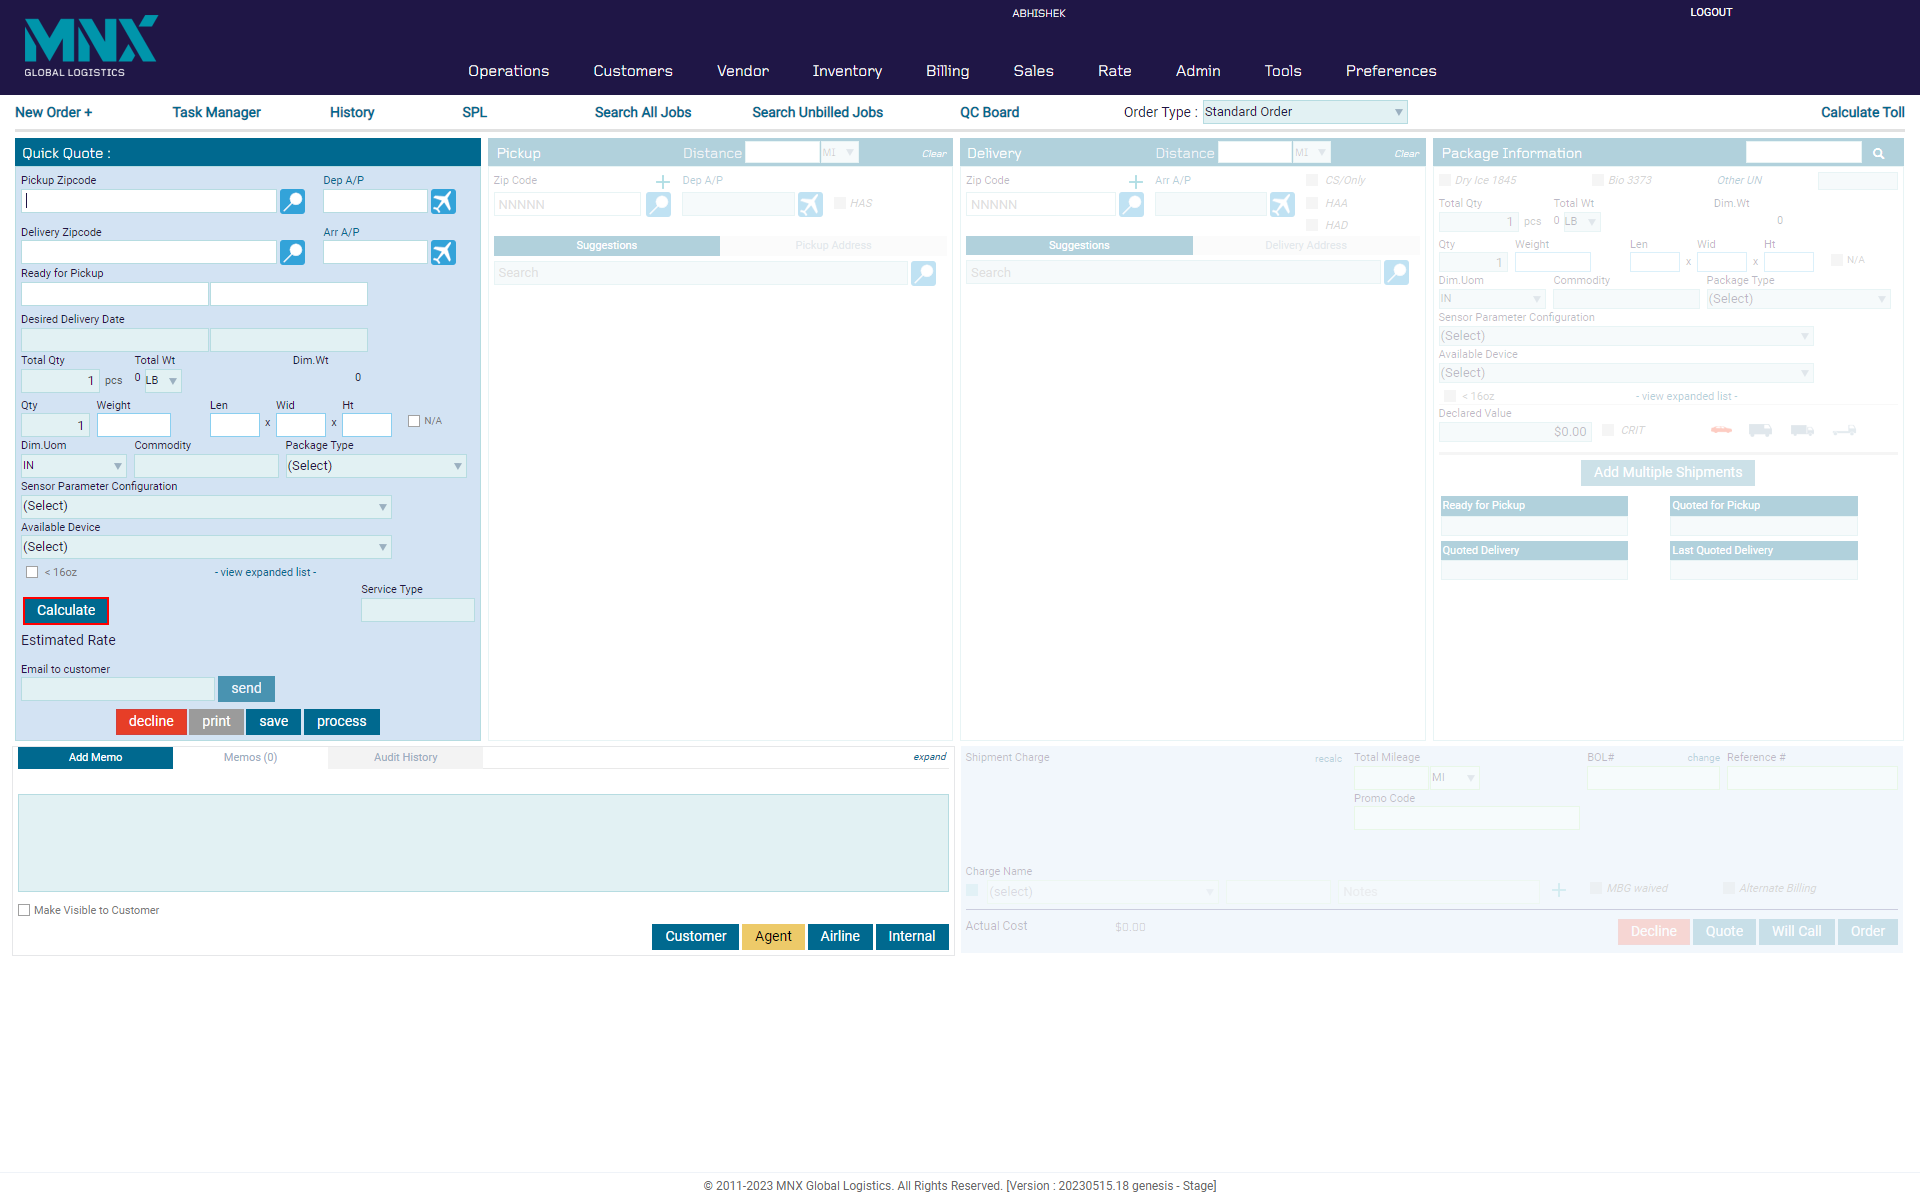 ABHISHEK
LOGOUT
MNX
GLOBAL LOGISTICS
Operations Customers Vendor Inventory Billing Sales Rate Admin Tools Preferences
New Order + Task Manager History SPL Search All Jobs Search Unbilled Jobs QC Board Order Type : Standard Order Calculate Toll
Quick Quote :
Pickup Zipcode Dep A/P
Delivery Zipcode Arr A/P
Ready for Pickup
Desired Delivery Date
Total Qty Total Wt Dim.Wt
1 pcs 0 LB 0
Qty Weight Len Wid Ht
1 x x N/A
Dim.Uom Commodity Package Type
IN (Select)
Sensor Parameter Configuration
(Select)
Available Device
(Select)
< 16oz - view expanded list -
Service Type
Calculate
Estimated Rate
Email to customer
send
decline print save process
Pickup Distance MI Clear
Zip Code + Dep A/P
NNNNN HAS
Suggestions Pickup Address
Search
Delivery Distance MI Clear
Zip Code + Arr A/P CS/Only
NNNNN HAA
HAD
Suggestions Delivery Address
Search
Package Information
Dry Ice 1845 Bio 3373 Other UN
Total Qty Total Wt Dim.Wt
1 pcs 0 LB 0
Qty Weight Len Wid Ht
1 x x N/A
Dim.Uom Commodity Package Type
IN (Select)
Sensor Parameter Configuration
(Select)
Available Device
(Select)
< 16oz - view expanded list -
Declared Value
$0.00 CRIT
Add Multiple Shipments
Ready for Pickup Quoted for Pickup
Quoted Delivery Last Quoted Delivery
Add Memo Memos (0) Audit History expand
Make Visible to Customer
Customer Agent Airline Internal
Shipment Charge recalc Total Mileage BOL# change Reference #
MI
Promo Code
Charge Name
(select) Notes + MBG waived Alternate Billing
Actual Cost $0.00
Decline Quote Will Call Order
© 2011-2023 MNX Global Logistics. All Rights Reserved. [Version : 20230515.18 genesis - Stage]